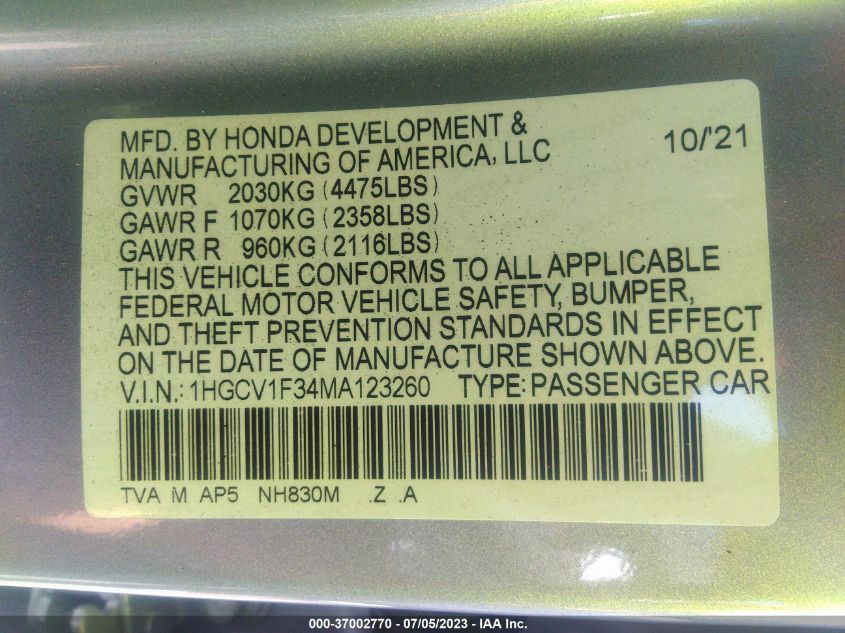 MFD. BY HONDA DEVELOPMENT & 10/'21
MANUFACTURING OF AMERICA, LLC
GVWR 2030KG (4475LBS)
GAWR F 1070KG (2358LBS)
GAWR R 960KG (2116LBS)
THIS VEHICLE CONFORMS TO ALL APPLICABLE
FEDERAL MOTOR VEHICLE SAFETY, BUMPER,
AND THEFT PREVENTION STANDARDS IN EFFECT
ON THE DATE OF MANUFACTURE SHOWN ABOVE.
V.I.N.: 1HGCV1F34MA123260 TYPE: PASSENGER CAR
TVA M AP5 NH830M .Z .A
000-37002770 - 07/05/2023 - IAA Inc.